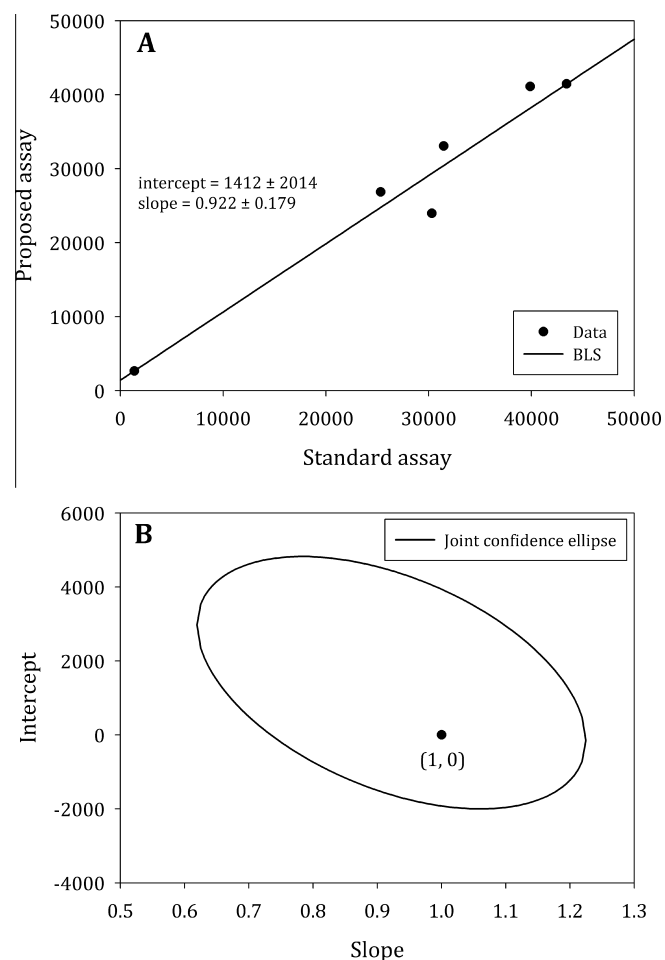 50000
A
40000
30000
20000
10000
0
Proposed assay
intercept = 1412 ± 2014
slope = 0.922 ± 0.179
Data
BLS
0 10000 20000 30000 40000 50000
Standard assay
6000
B
4000
2000
0
-2000
-4000
Intercept
Joint confidence ellipse
(1, 0)
0.5 0.6 0.7 0.8 0.9 1.0 1.1 1.2 1.3
Slope